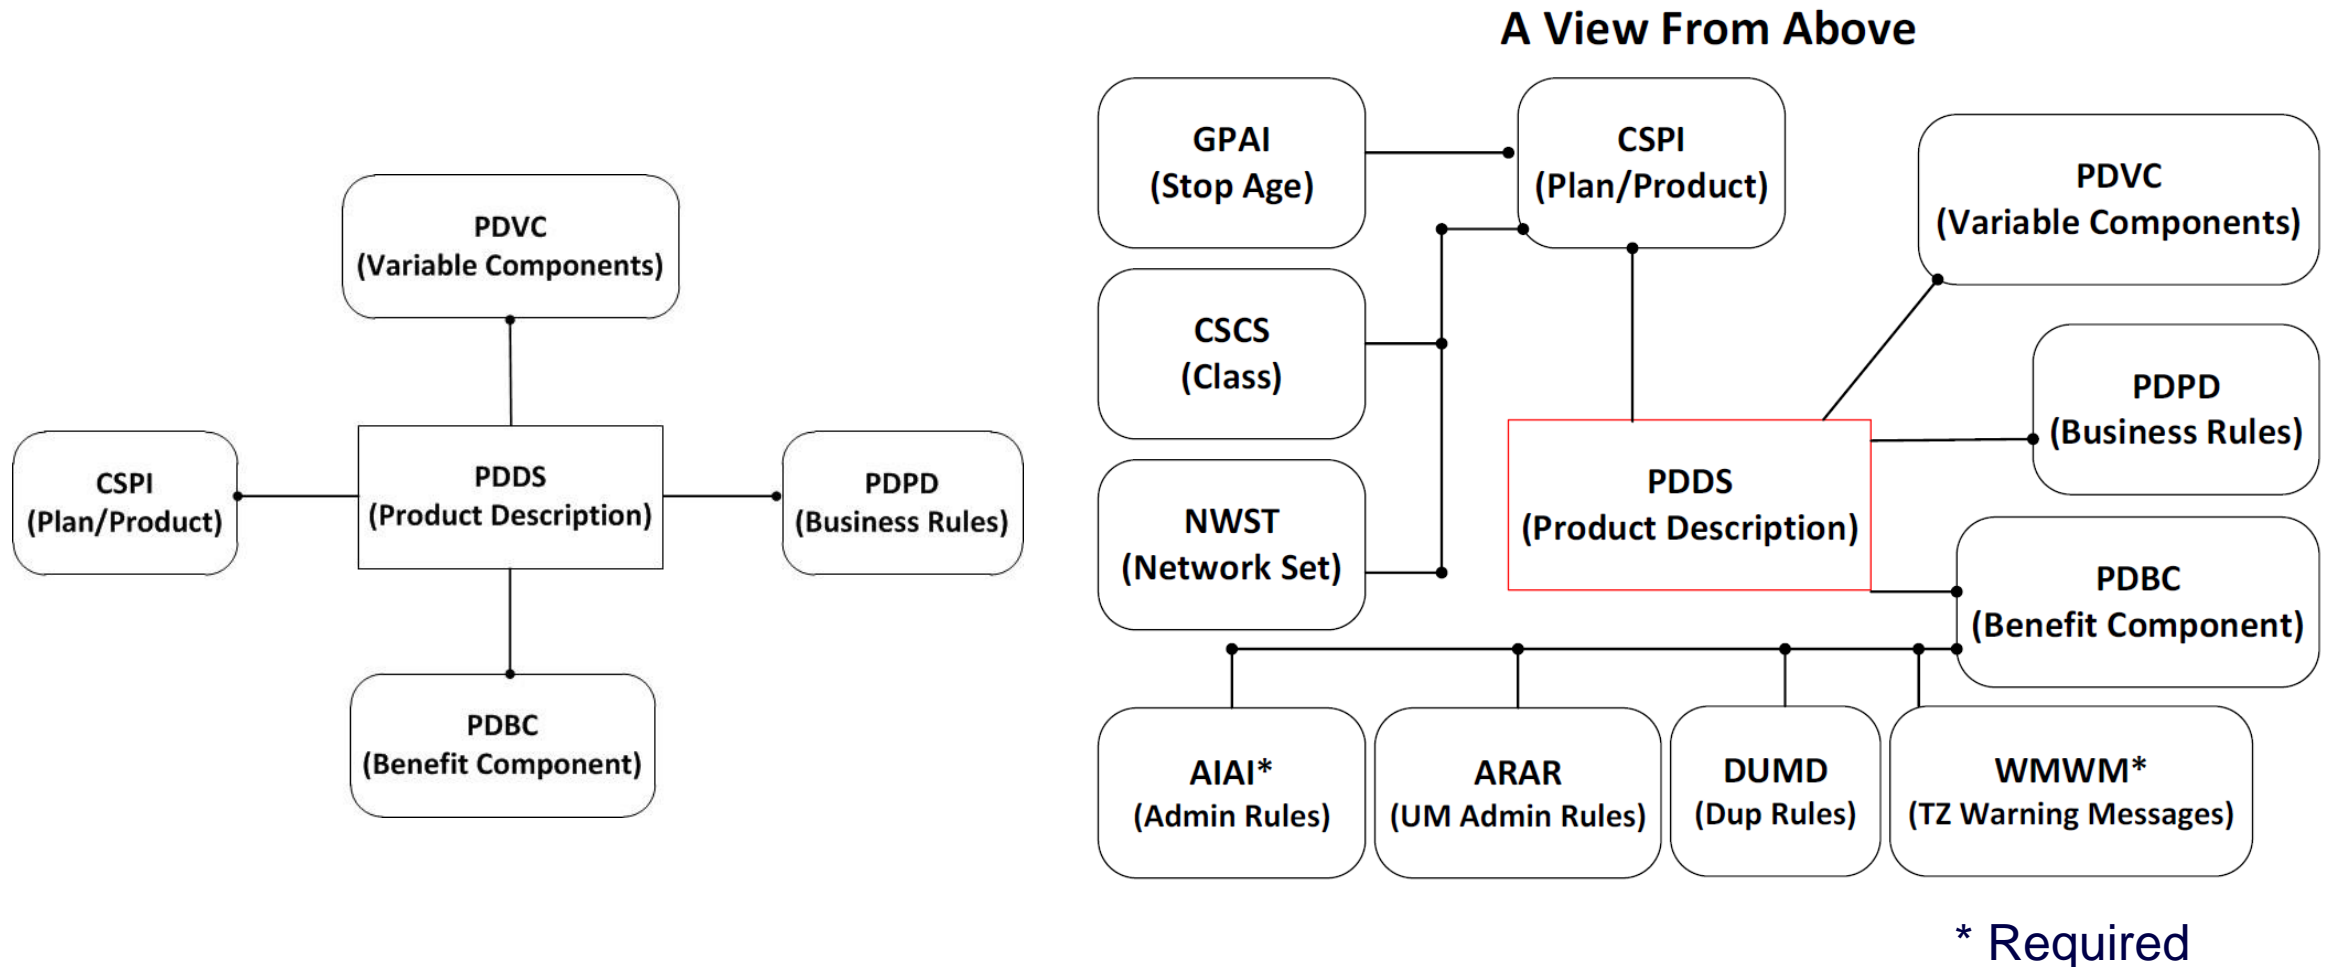 PDVC
(Variable Components)
CSPI
(Plan/Product)
PDDS
(Product Description)
PDPD
(Business Rules)
PDBC
(Benefit Component)
A View From Above
GPAI
(Stop Age)
CSPI
(Plan/Product)
PDVC
(Variable Components)
CSCS
(Class)
PDPD
(Business Rules)
NWST
(Network Set)
PDDS
(Product Description)
PDBC
(Benefit Component)
AIAI*
(Admin Rules)
ARAR
(UM Admin Rules)
DUMD
(Dup Rules)
WMWM*
(TZ Warning Messages)
* Required